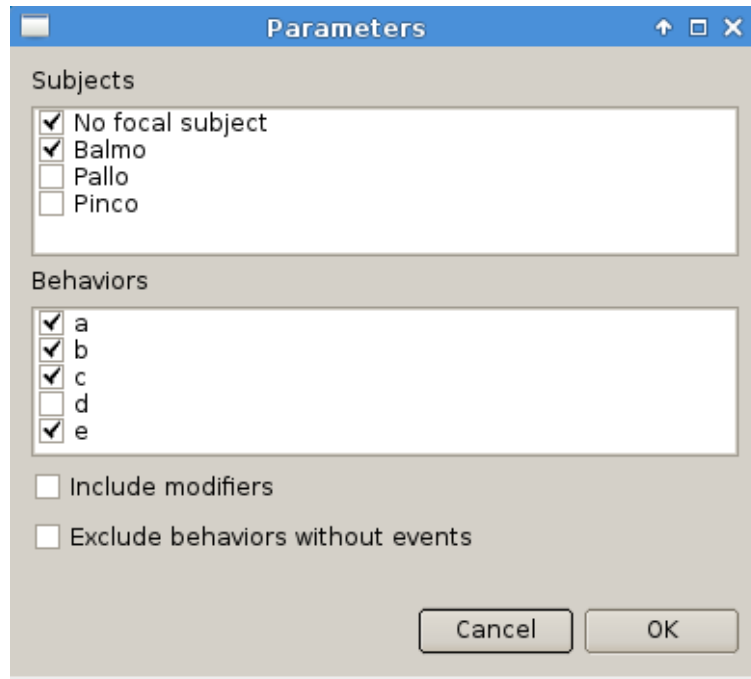 Parameters
Subjects
No focal subject
Balmo
Pallo
Pinco
Behaviors
a
b
c
d
e
Include modifiers
Exclude behaviors without events
Cancel OK